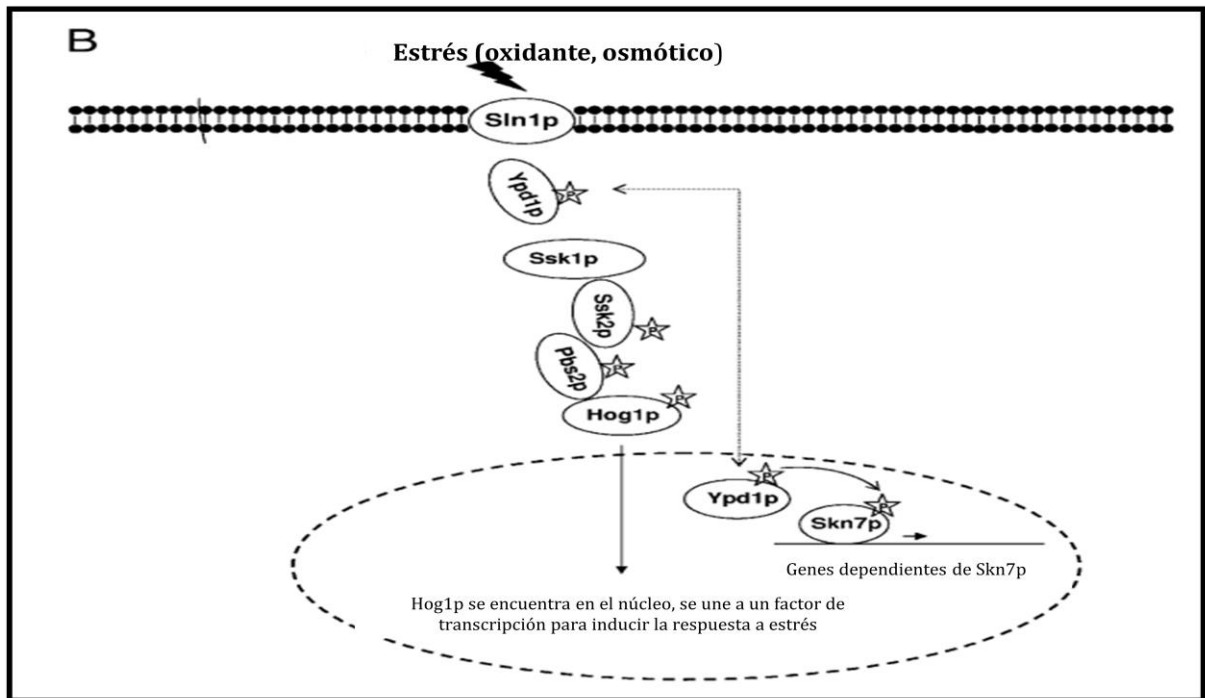 B
Estrés (oxidante, osmótico)
Sln1p
Ypd1p
P
Ssk1p
Ssk2p
P
Pbs2p
P
P
Hog1p
P
Ypd1p
P
Skn7p
Genes dependientes de Skn7p
Hog1p se encuentra en el núcleo, se une a un factor de
transcripción para inducir la respuesta a estrés